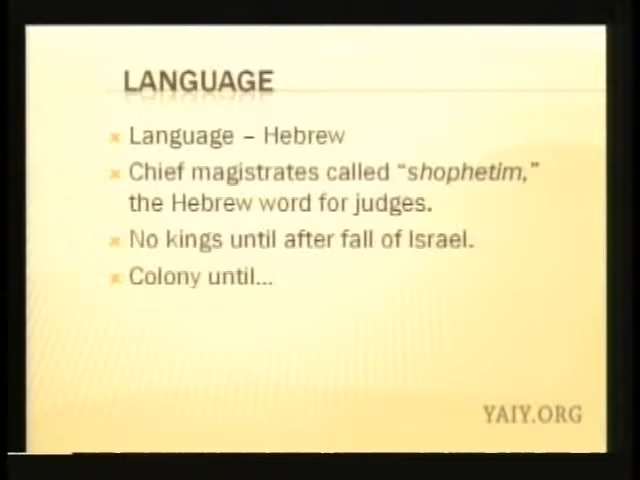 LANGUAGE
Language – Hebrew
Chief magistrates called “shophetim,”
the Hebrew word for judges.
No kings until after fall of Israel.
Colony until...
YAIY.ORG